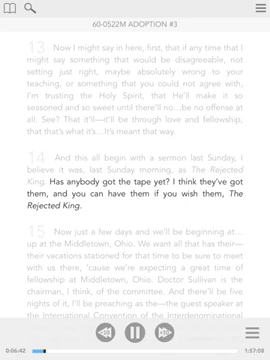 60-0522M ADOPTION #3
13 Now I might say in here, first, that if any time that I
might say something that would be disagreeable, not
setting just right, maybe absolutely wrong to your
teaching, or something that you could not agree with,
I'm trusting the Holy Spirit, that He'll make it so
seasoned and so sweet until there'll no…be no offense at
all. See? That it'll—it'll be through love and fellowship,
that that's what it's…It's meant that way.
14 And this all begin with a sermon last Sunday, I
believe it was, last Sunday morning, as The Rejected
King. Has anybody got the tape yet? I think they've got
them, and you can have them if you wish them, The
Rejected King.
15 Now just a few days and we'll be beginning at…
up at the Middletown, Ohio. We want all that has their—
their vacations stationed for that time to be sure to meet
with us there, 'cause we're expecting a great time of
fellowship at Middletown, Ohio. Doctor Sullivan is the
chairman, I think, of the committee. And there'll be five
nights of it, I'll be preaching as the—the guest speaker at
the International Convention of the Interdenominational
0:06:42 1:37:08